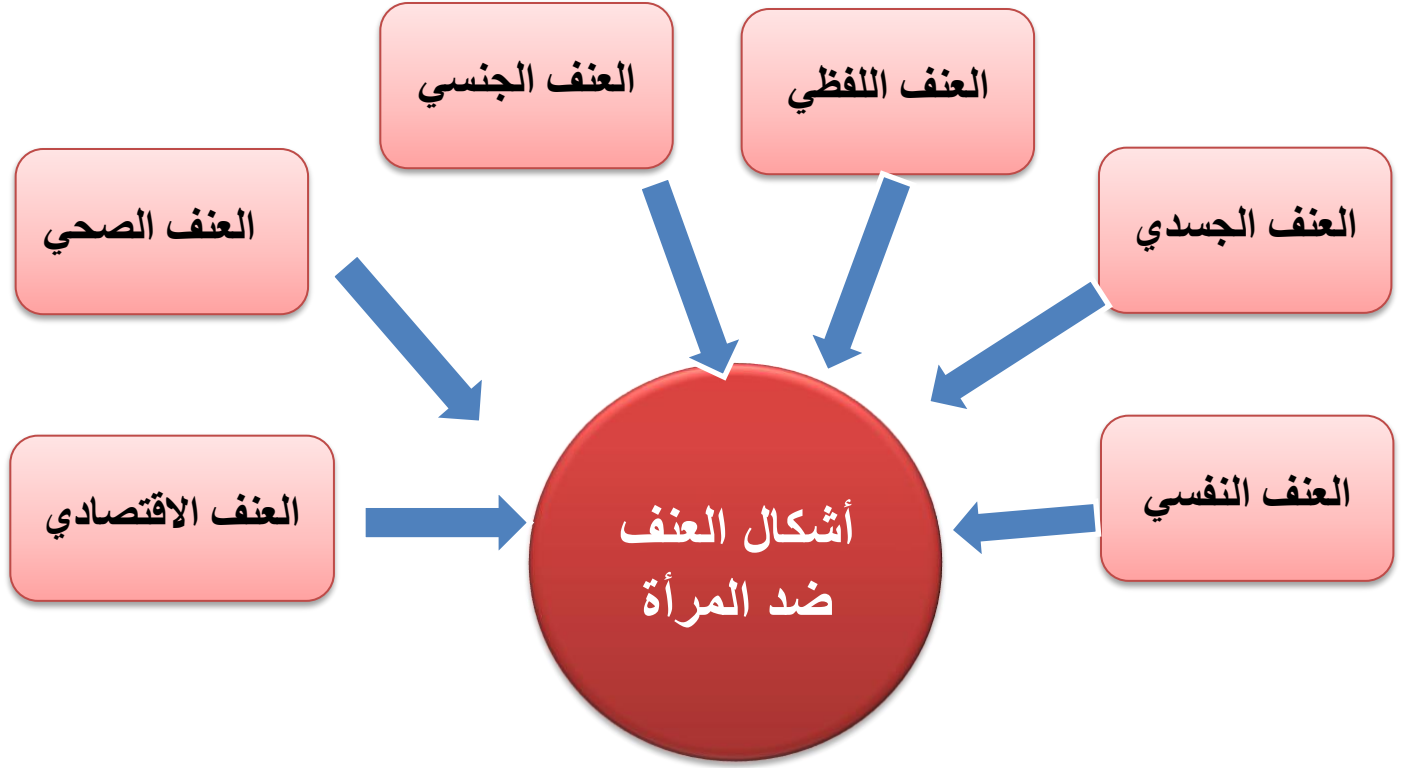 العنف اللفظي
العنف الجنسي
العنف الجسدي
العنف الصحي
العنف النفسي
العنف الاقتصادي
أشكال العنف
ضد المرأة